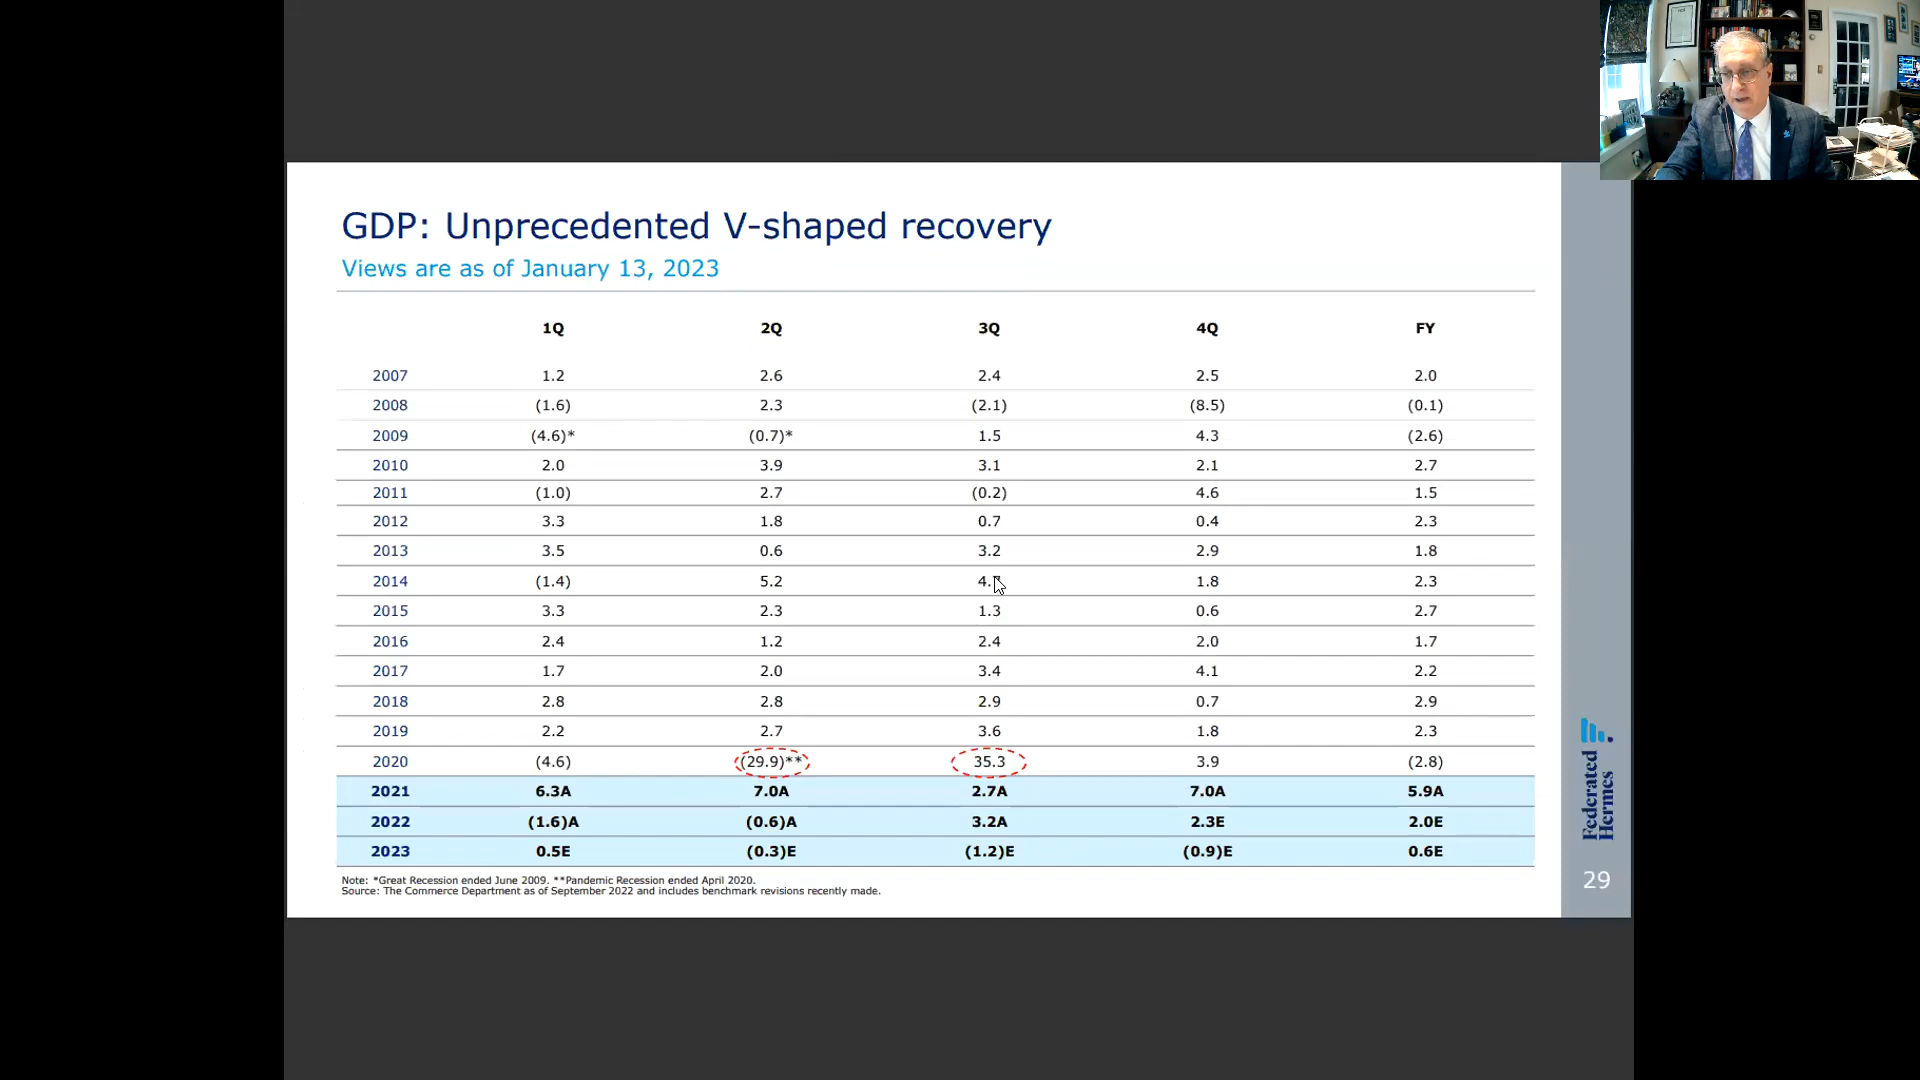 GDP: Unprecedented V-shaped recovery
Views are as of January 13, 2023
1Q 2Q 3Q 4Q FY
2007 1.2 2.6 2.4 2.5 2.0
2008 (1.6) 2.3 (2.1) (8.5) (0.1)
2009 (4.6)* (0.7)* 1.5 4.3 (2.6)
2010 2.0 3.9 3.1 2.1 2.7
2011 (1.0) 2.7 (0.2) 4.6 1.5
2012 3.3 1.8 0.7 0.4 2.3
2013 3.5 0.6 3.2 2.9 1.8
2014 (1.4) 5.2 1.8 2.3
2015 3.3 2.3 1.3 0.6 2.7
2016 2.4 1.2 2.4 2.0 1.7
2017 1.7 2.0 3.4 4.1 2.2
2018 2.8 2.8 2.9 0.7 2.9
2019 2.2 2.7 3.6 1.8 2.3
2020 (4.6) (29.9)** 35.3 3.9 (2.8)
2021 6.3A 7.0A 2.7A 7.0A 5.9A
2022 (1.6)A (0.6)A 3.2A 2.3E 2.0E
2023 0.5E (0.3)E (1.2)E (0.9)E 0.6E
Note: *Great Recession ended June 2009. **Pandemic Recession ended April 2020.
Source: The Commerce Department as of September 2022 and includes benchmark revisions recently made.
Federated
Hermes
29